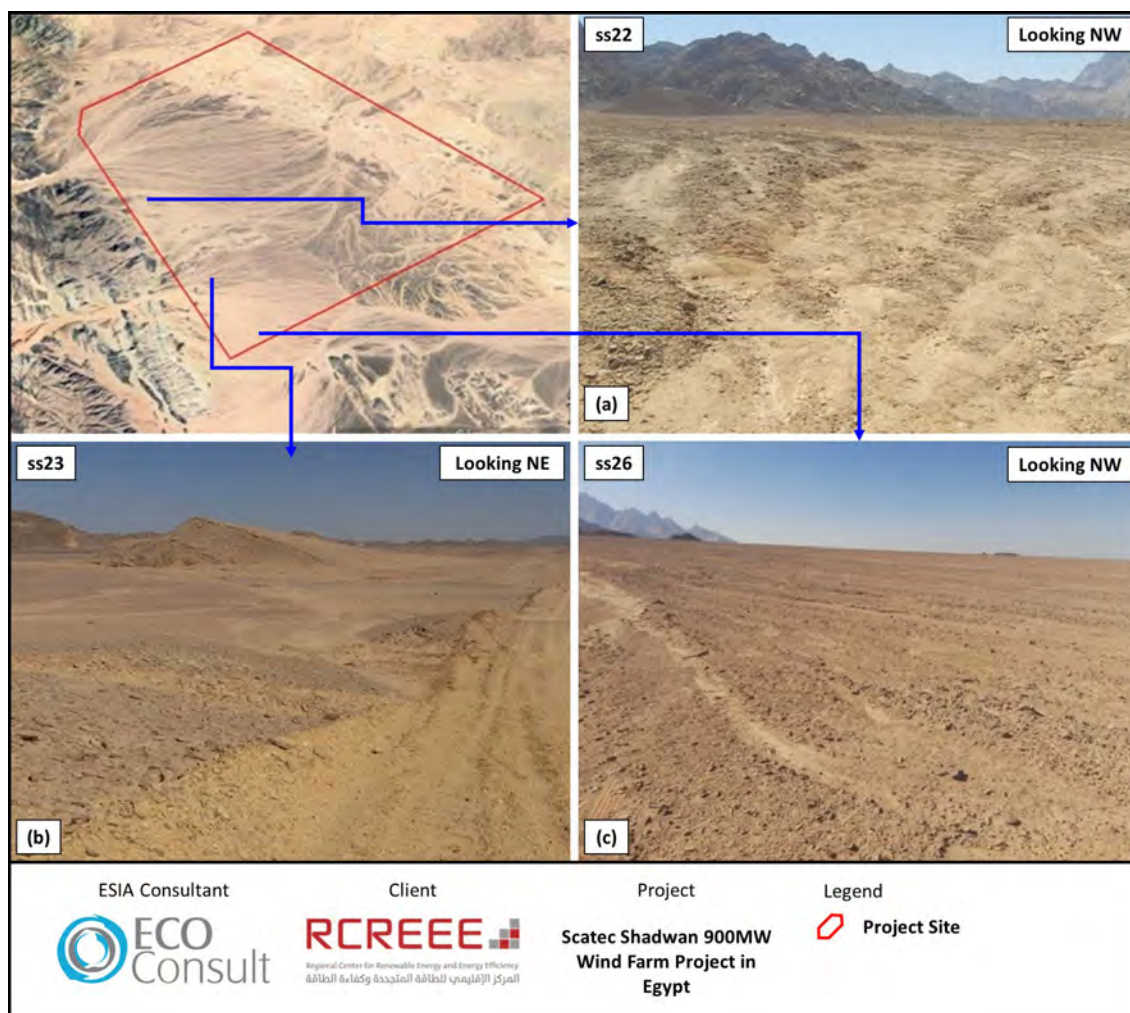 ss22
Looking NW
(a)
ss23
Looking NE
(b)
ss26
Looking NW
(c)
ESIA Consultant
ECO
Consult
Client
RCREEE
Regional Center for Renewable Energy and Energy Efficiency
المركز الإقليمي للطاقة المتجددة وكفاءة الطاقة
Project
Scatec Shadwan 900MW
Wind Farm Project in
Egypt
Legend
Project Site